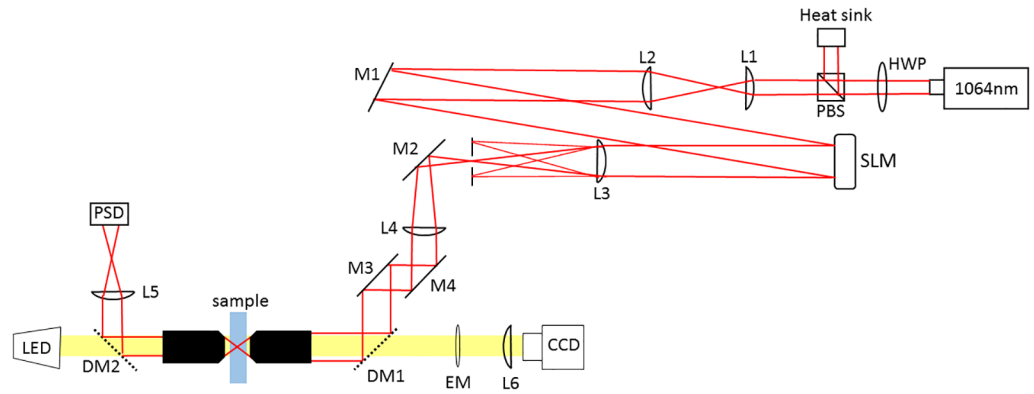 Heat sink
M1
L2
L1
HWP
1064nm
PBS
M2
SLM
L3
PSD
L4
M3
M4
L5
sample
LED
DM2
DM1
EM
L6
CCD